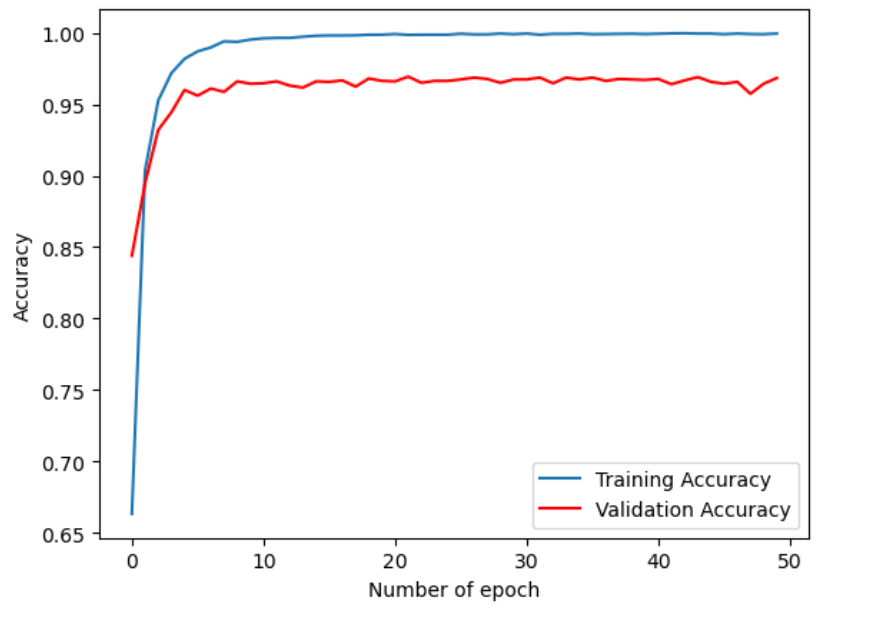 1.00
0.95
0.90
0.85
0.80
0.75
0.70
0.65
Accuracy
Training Accuracy
Validation Accuracy
0 10 20 30 40 50
Number of epoch